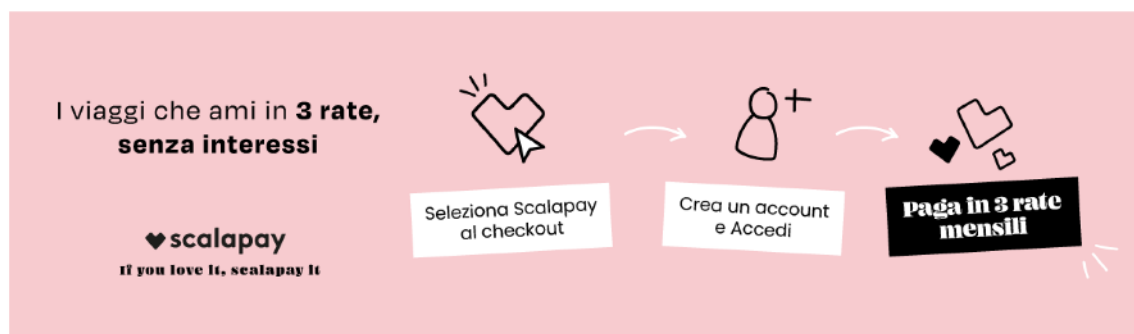 I viaggi che ami in 3 rate,
senza interessi
scalapay
If you love it, scalapay it
Seleziona Scalapay
al checkout
Crea un account
e Accedi
Paga in 3 rate
mensili